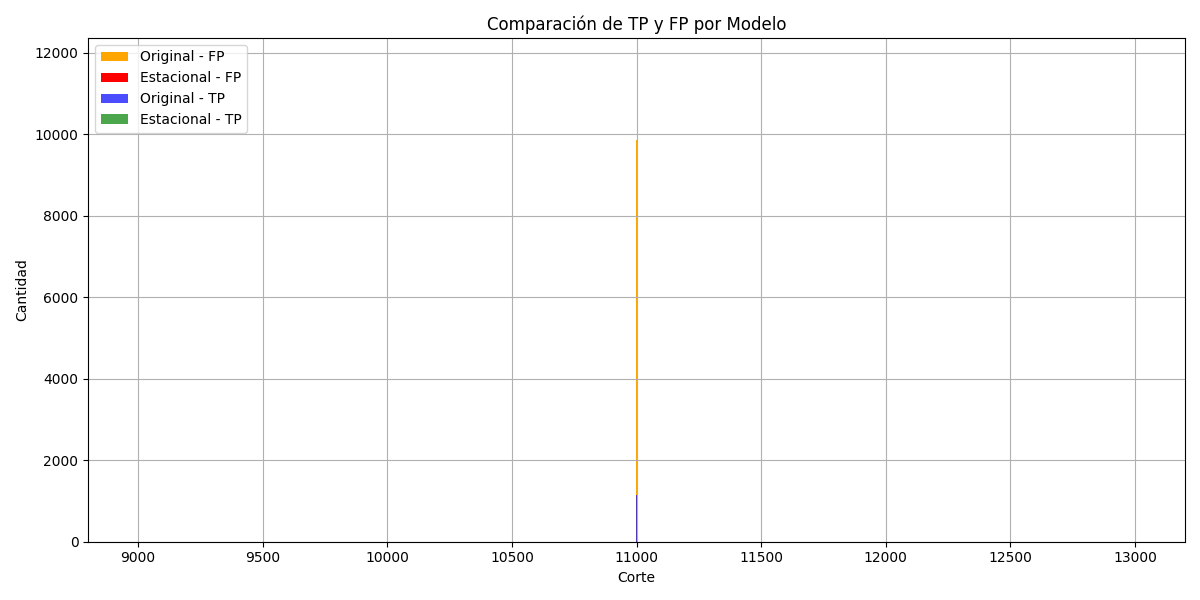 Comparación de TP y FP por Modelo
12000
10000
8000
6000
4000
2000
0
Cantidad
Original - FP
Estacional - FP
Original - TP
Estacional - TP
9000 9500 10000 10500 11000 11500 12000 12500 13000
Corte